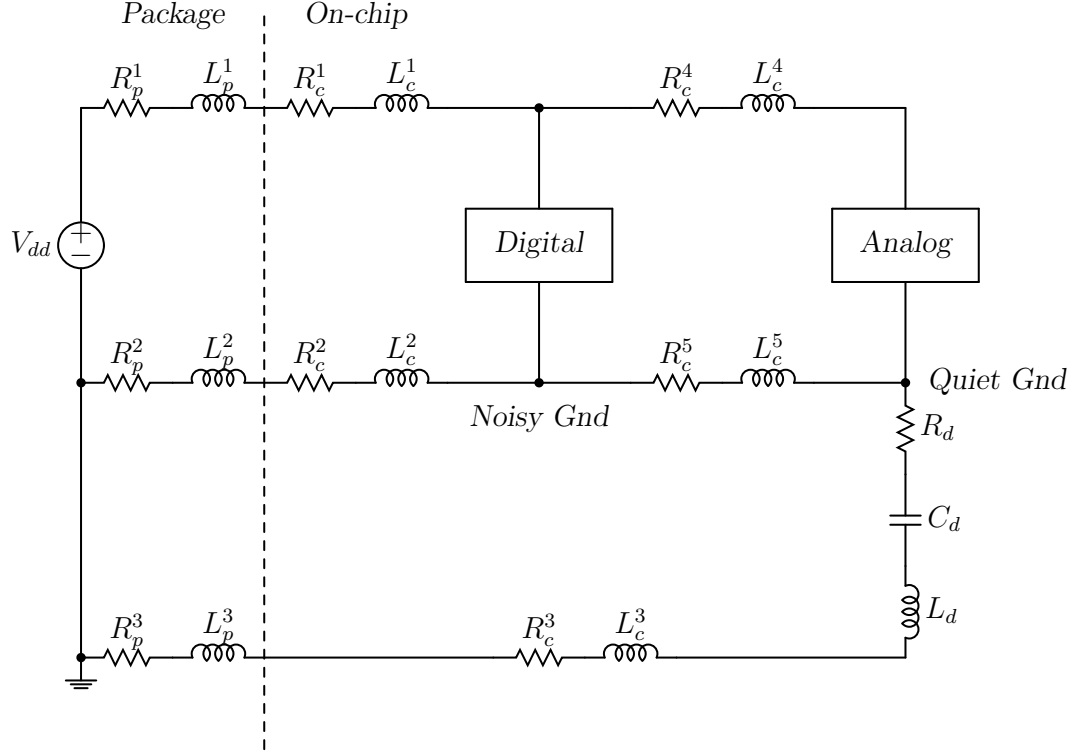 Package On-chip
R_p^1 L_p^1 R_c^1 L_c^1 R_c^4 L_c^4
V_{dd} + − Digital Analog
R_p^2 L_p^2 R_c^2 L_c^2 R_c^5 L_c^5
Quiet Gnd
Noisy Gnd
R_d
C_d
L_d
R_p^3 L_p^3 R_c^3 L_c^3